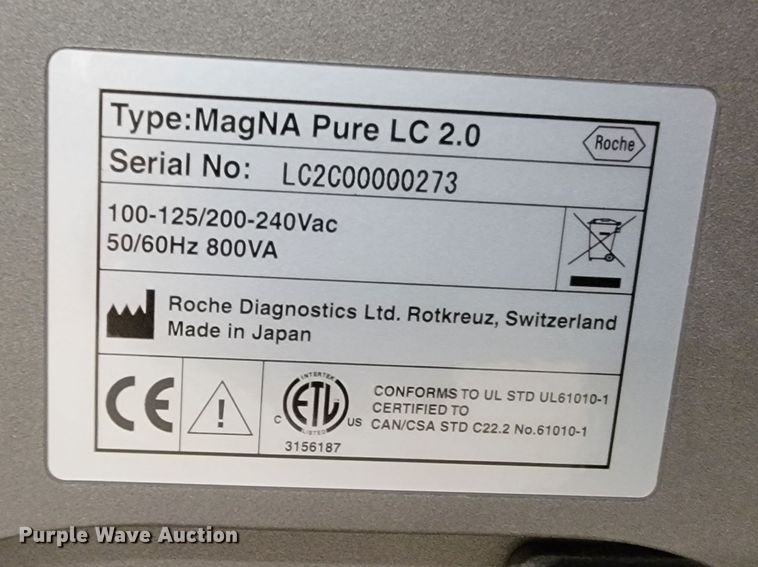 Type:MagNA Pure LC 2.0
Roche
Serial No: LC2C00000273
100-125/200-240Vac
50/60Hz 800VA
Roche Diagnostics Ltd. Rotkreuz, Switzerland
Made in Japan
CE
!
INTERTEK
C ETL US
LISTED
3156187
CONFORMS TO UL STD UL61010-1
CERTIFIED TO
CAN/CSA STD C22.2 No.61010-1
Purple Wave Auction